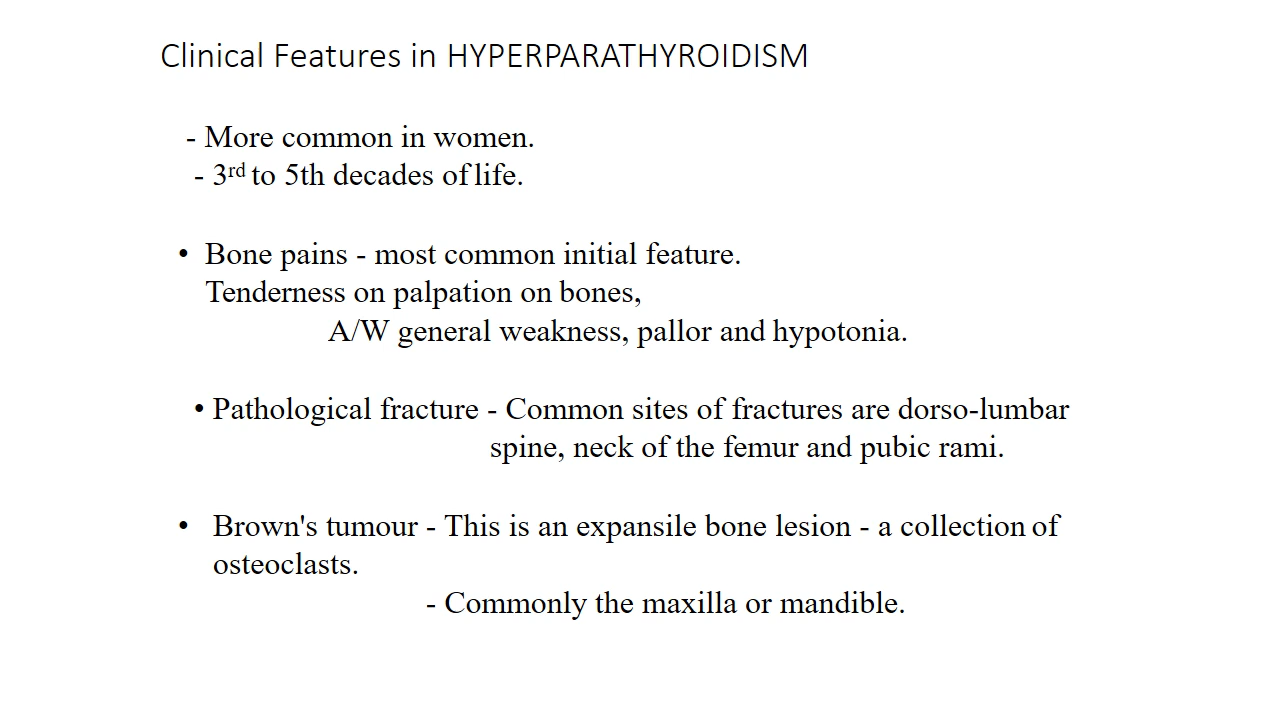 Clinical Features in HYPERPARATHYROIDISM
- More common in women.
- 3rd to 5th decades of life.
• Bone pains - most common initial feature.
Tenderness on palpation on bones,
A/W general weakness, pallor and hypotonia.
• Pathological fracture - Common sites of fractures are dorso-lumbar
spine, neck of the femur and pubic rami.
• Brown's tumour - This is an expansile bone lesion - a collection of
osteoclasts.
- Commonly the maxilla or mandible.